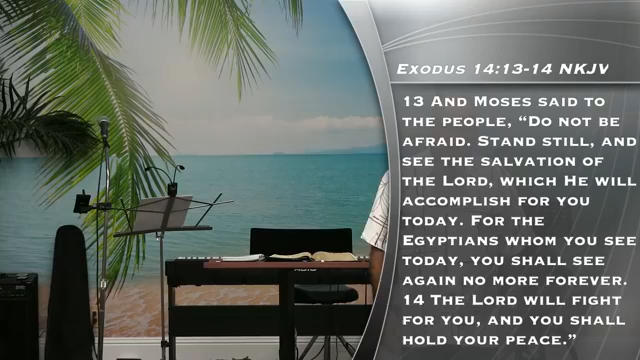 Exodus 14:13-14 NKJV
13 And Moses said to
the people, “Do not be
afraid. Stand still, and
see the salvation of
the Lord, which He will
accomplish for you
today. For the
Egyptians whom you see
today, you shall see
again no more forever.
14 The Lord will fight
for you, and you shall
hold your peace.”